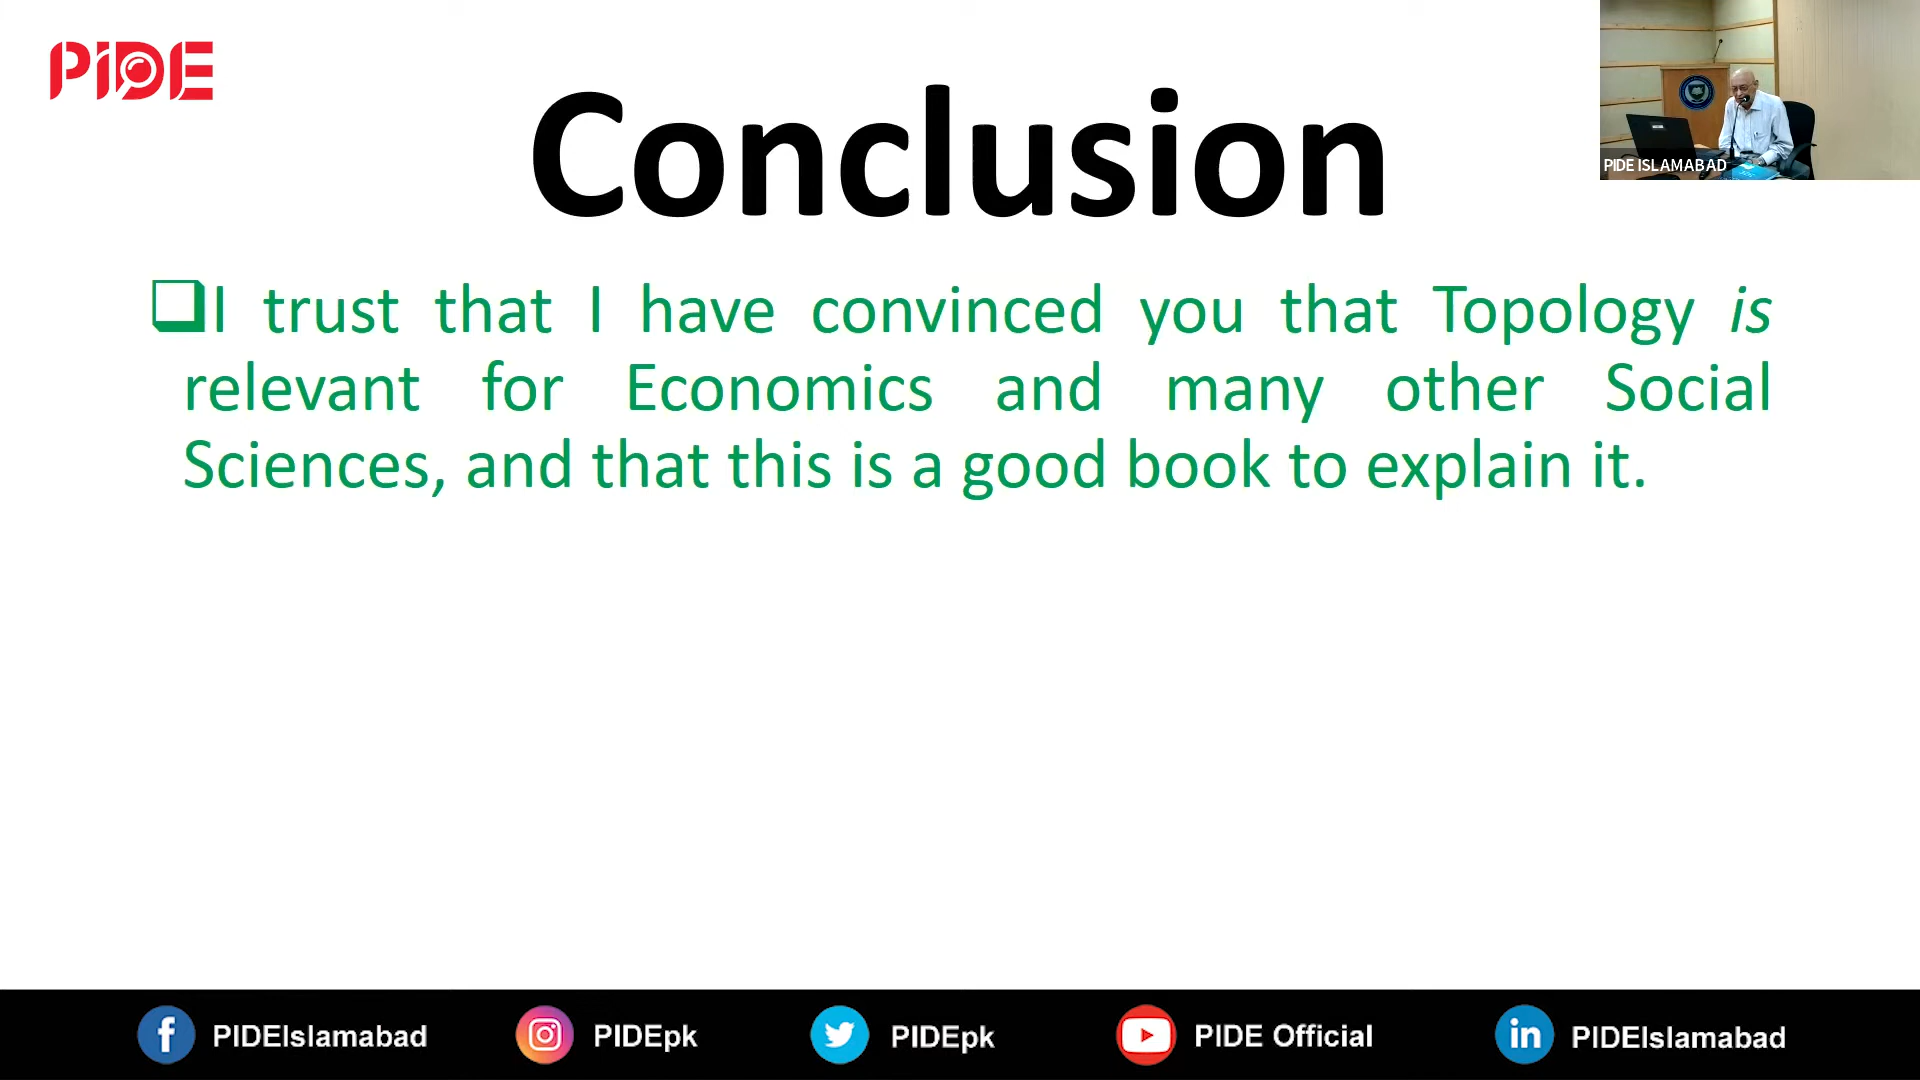 PIDE
Conclusion
PIDE ISLAMABAD
I trust that I have convinced you that Topology is
relevant for Economics and many other Social
Sciences, and that this is a good book to explain it.
PIDEIslamabad
PIDEpk
PIDEpk
PIDE Official
PIDEIslamabad